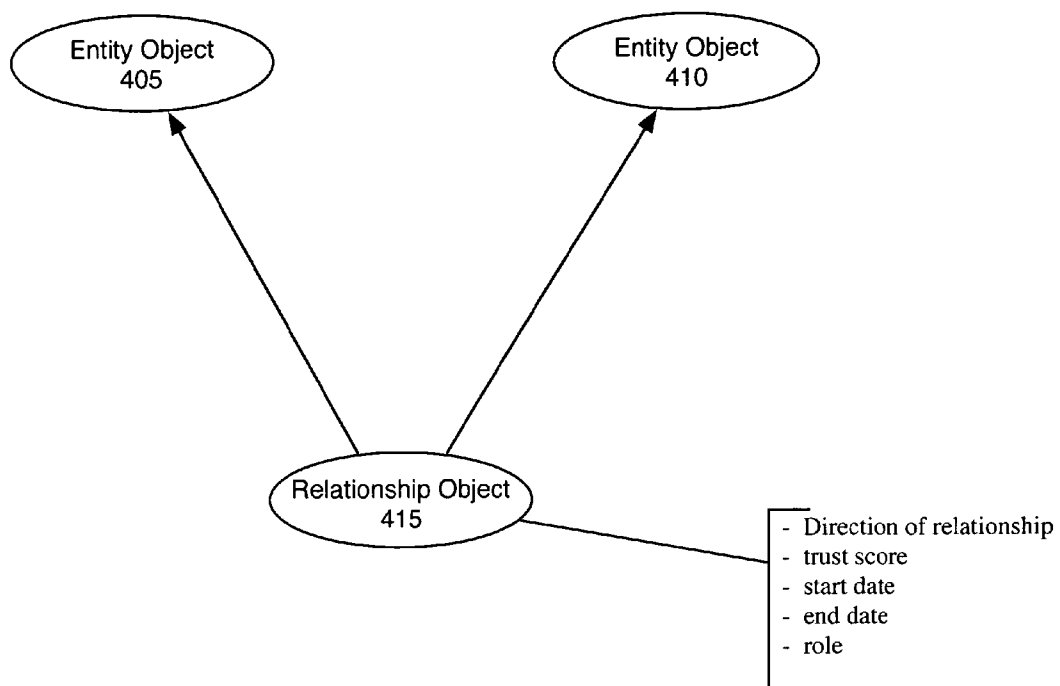 Entity Object
405
Entity Object
410
Relationship Object
415
- Direction of relationship
- trust score
- start date
- end date
- role